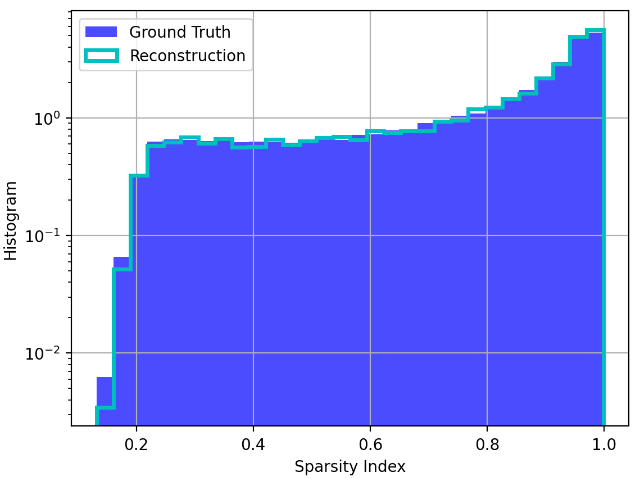 Ground Truth
Reconstruction
10⁰
10⁻¹
10⁻²
Histogram
0.2 0.4 0.6 0.8 1.0
Sparsity Index